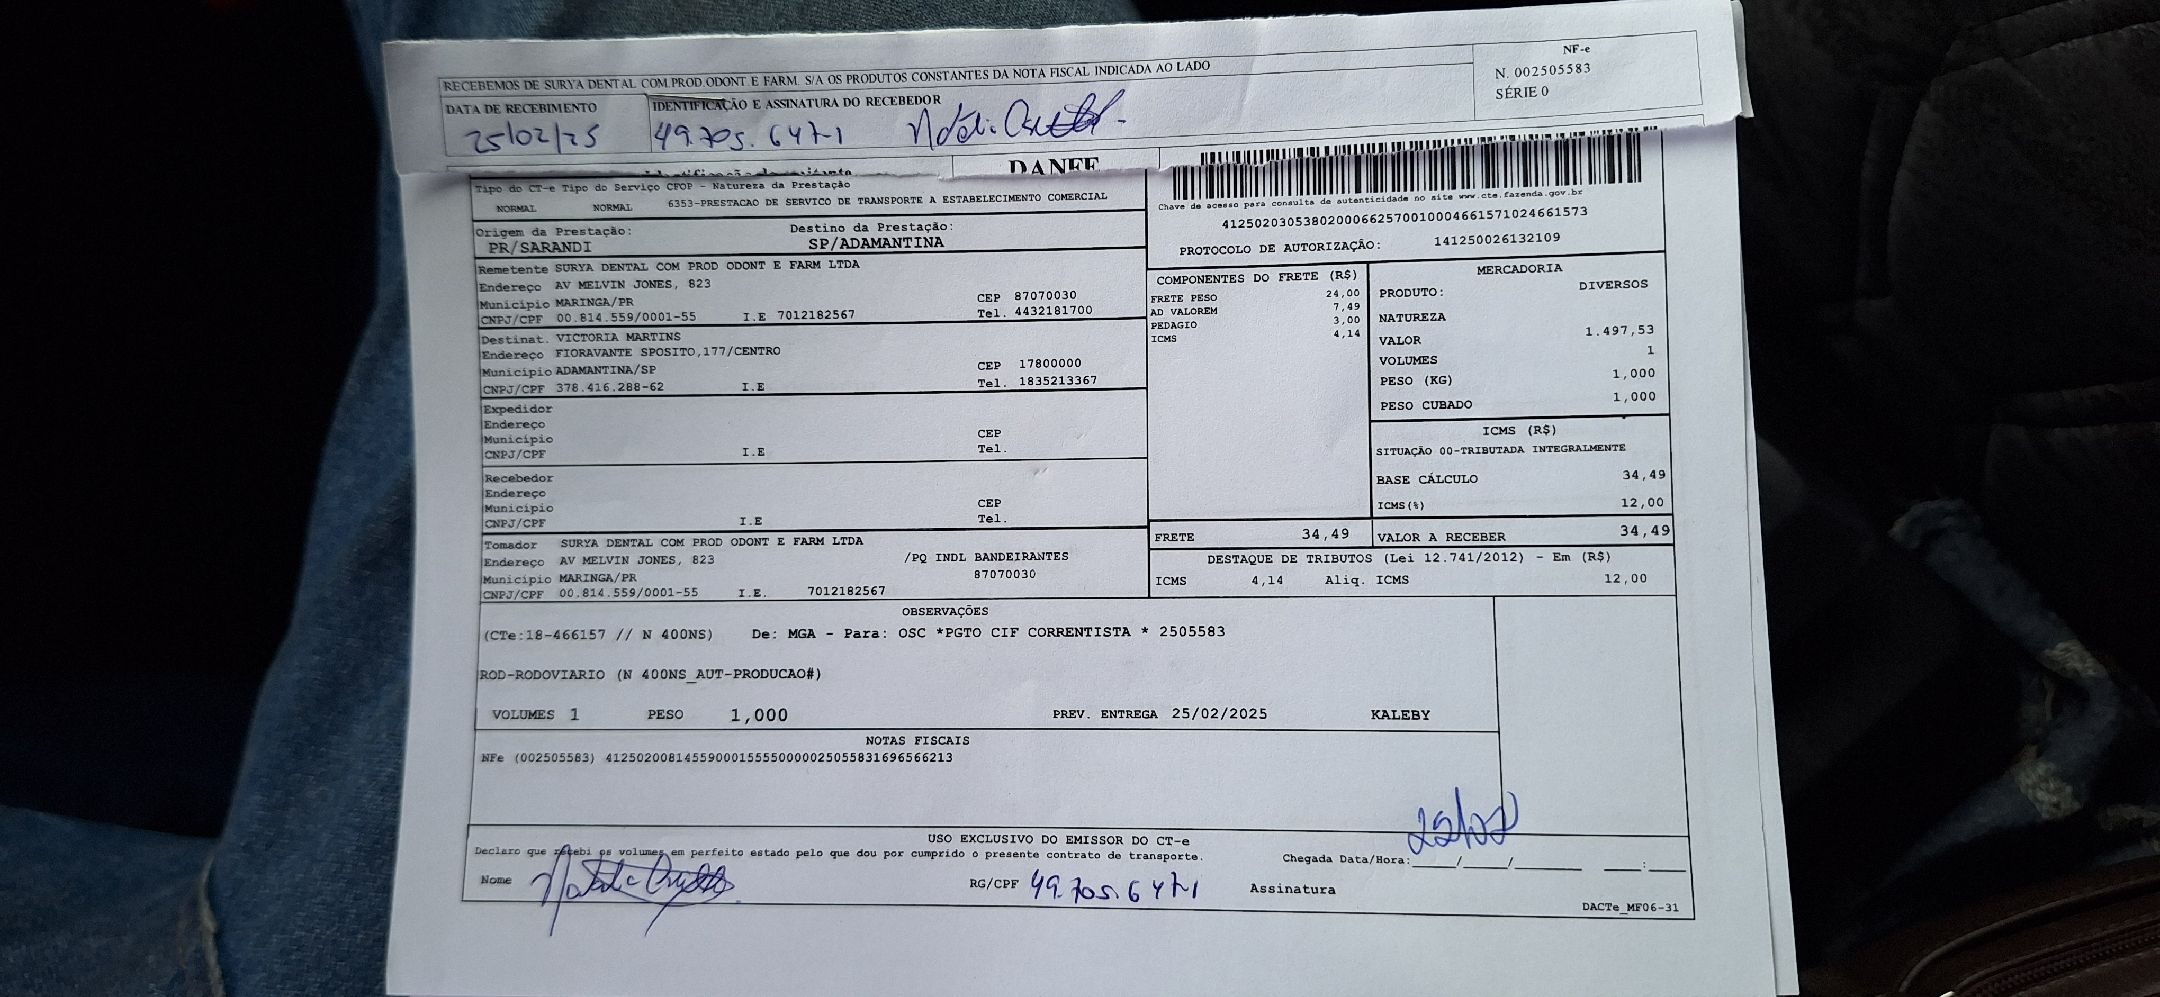 RECEBEMOS DE SURYA DENTAL COM.PROD.ODONT E FARM. S/A OS PRODUTOS CONSTANTES DA NOTA FISCAL INDICADA AO LADO
NF-e
N. 002505583
SÉRIE 0
DATA DE RECEBIMENTO
25/02/25
IDENTIFICAÇÃO E ASSINATURA DO RECEBEDOR
49.705.647-1
DANFE
Tipo do CT-e Tipo do Serviço CFOP - Natureza da Prestação
NORMAL NORMAL 6353-PRESTACAO DE SERVICO DE TRANSPORTE A ESTABELECIMENTO COMERCIAL
Chave de acesso para consulta de autenticidade no site www.cte.fazenda.gov.br
41250203053802000662570010004661571024661573
PROTOCOLO DE AUTORIZAÇÃO: 141250026132109
Origem da Prestação: Destino da Prestação:
PR/SARANDI SP/ADAMANTINA
Remetente SURYA DENTAL COM PROD ODONT E FARM LTDA
Endereço AV MELVIN JONES, 823
Município MARINGA/PR CEP 87070030
CNPJ/CPF 00.814.559/0001-55 I.E 7012182567 Tel. 4432181700
Destinat. VICTORIA MARTINS
Endereço FIORAVANTE SPOSITO,177/CENTRO
Município ADAMANTINA/SP CEP 17800000
CNPJ/CPF 378.416.288-62 I.E Tel. 1835213367
Expedidor
Endereço
Município CEP
CNPJ/CPF I.E Tel.
Recebedor
Endereço
Município CEP
CNPJ/CPF I.E Tel.
Tomador SURYA DENTAL COM PROD ODONT E FARM LTDA
Endereço AV MELVIN JONES, 823 /PQ INDL BANDEIRANTES
Município MARINGA/PR 87070030
CNPJ/CPF 00.814.559/0001-55 I.E. 7012182567
COMPONENTES DO FRETE (R$)
FRETE PESO 24,00
AD VALOREM 7,49
PEDAGIO 3,00
ICMS 4,14
FRETE 34,49
MERCADORIA
PRODUTO: DIVERSOS
NATUREZA
VALOR 1.497,53
VOLUMES 1
PESO (KG) 1,000
PESO CUBADO 1,000
ICMS (R$)
SITUAÇÃO 00-TRIBUTADA INTEGRALMENTE
BASE CÁLCULO 34,49
ICMS(%) 12,00
VALOR A RECEBER 34,49
DESTAQUE DE TRIBUTOS (Lei 12.741/2012) - Em (R$)
ICMS 4,14 Aliq. ICMS 12,00
OBSERVAÇÕES
(CTe:18-466157 // N 400NS) De: MGA - Para: OSC *PGTO CIF CORRENTISTA * 2505583
ROD-RODOVIARIO (N 400NS_AUT-PRODUCAO#)
VOLUMES 1 PESO 1,000 PREV. ENTREGA 25/02/2025 KALEBY
NOTAS FISCAIS
NFe (002505583) 41250200814559000155550000025055831696566213
USO EXCLUSIVO DO EMISSOR DO CT-e
Declaro que recebi os volumes em perfeito estado pelo que dou por cumprido o presente contrato de transporte.
Chegada Data/Hora:____/____/______ ___:___
Nome
RG/CPF 49.705.647-1
Assinatura
DACTe_MF06-31